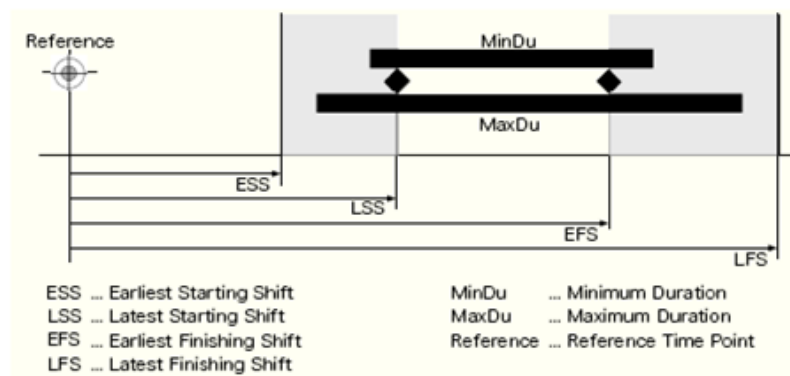 MinDu
Reference
MaxDu
ESS
LSS
EFS
LFS
ESS ... Earliest Starting Shift
LSS ... Latest Starting Shift
EFS ... Earliest Finishing Shift
LFS ... Latest Finishing Shift
MinDu ... Minimum Duration
MaxDu ... Maximum Duration
Reference ... Reference Time Point